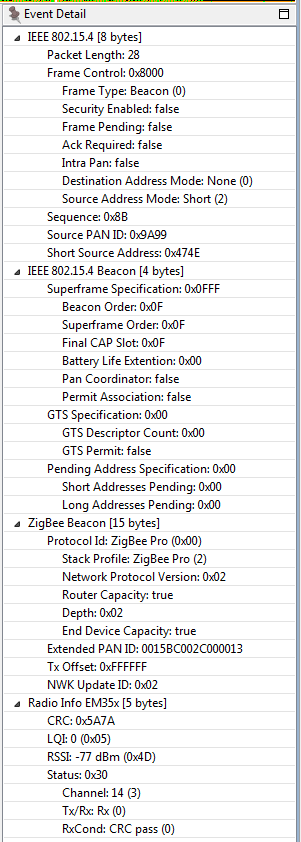 Event Detail
IEEE 802.15.4 [8 bytes]
Packet Length: 28
Frame Control: 0x8000
Frame Type: Beacon (0)
Security Enabled: false
Frame Pending: false
Ack Required: false
Intra Pan: false
Destination Address Mode: None (0)
Source Address Mode: Short (2)
Sequence: 0x8B
Source PAN ID: 0x9A99
Short Source Address: 0x474E
IEEE 802.15.4 Beacon [4 bytes]
Superframe Specification: 0x0FFF
Beacon Order: 0x0F
Superframe Order: 0x0F
Final CAP Slot: 0x0F
Battery Life Extention: 0x00
Pan Coordinator: false
Permit Association: false
GTS Specification: 0x00
GTS Descriptor Count: 0x00
GTS Permit: false
Pending Address Specification: 0x00
Short Addresses Pending: 0x00
Long Addresses Pending: 0x00
ZigBee Beacon [15 bytes]
Protocol Id: ZigBee Pro (0x00)
Stack Profile: ZigBee Pro (2)
Network Protocol Version: 0x02
Router Capacity: true
Depth: 0x02
End Device Capacity: true
Extended PAN ID: 0015BC002C000013
Tx Offset: 0xFFFFFF
NWK Update ID: 0x02
Radio Info EM35x [5 bytes]
CRC: 0x5A7A
LQI: 0 (0x05)
RSSI: -77 dBm (0x4D)
Status: 0x30
Channel: 14 (3)
Tx/Rx: Rx (0)
RxCond: CRC pass (0)